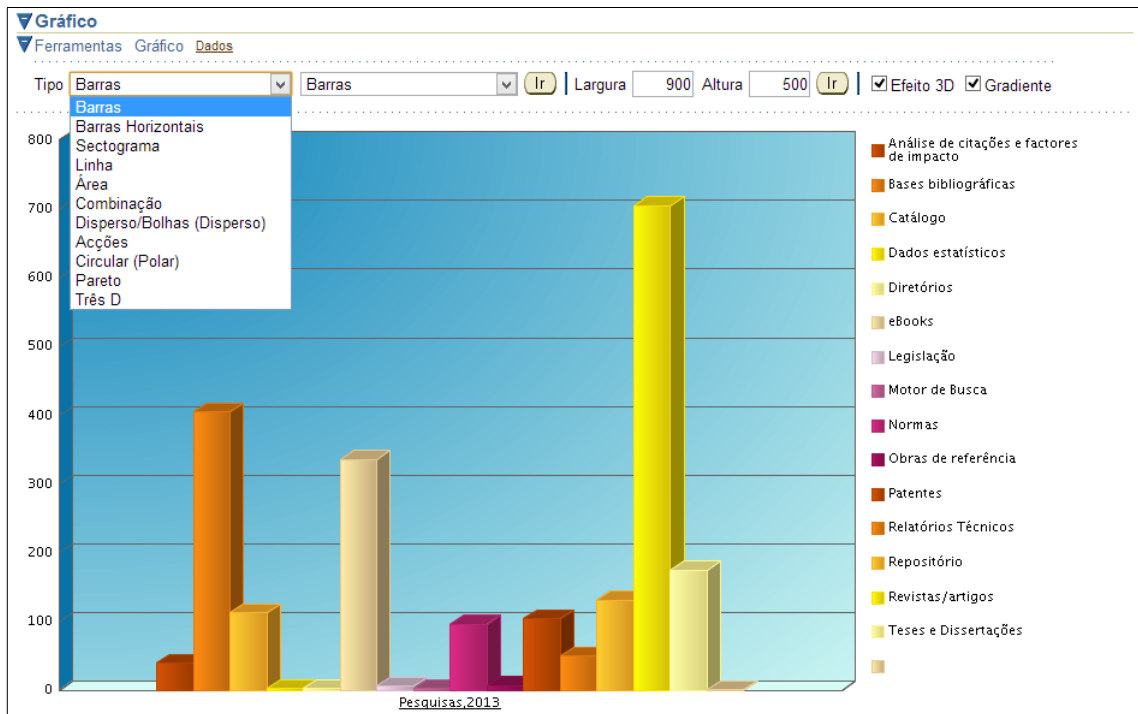 Gráfico
Ferramentas Gráfico Dados
Tipo Barras Barras Ir Largura 900 Altura 500 Ir Efeito 3D Gradiente
Barras
Barras Horizontais
Sectograma
Linha
Área
Combinação
Disperso/Bolhas (Disperso)
Acções
Circular (Polar)
Pareto
Três D
800
700
600
500
400
300
200
100
0
Pesquisas,2013
Análise de citações e factores
de impacto
Bases bibliográficas
Catálogo
Dados estatísticos
Diretórios
eBooks
Legislação
Motor de Busca
Normas
Obras de referência
Patentes
Relatórios Técnicos
Repositório
Revistas/artigos
Teses e Dissertações